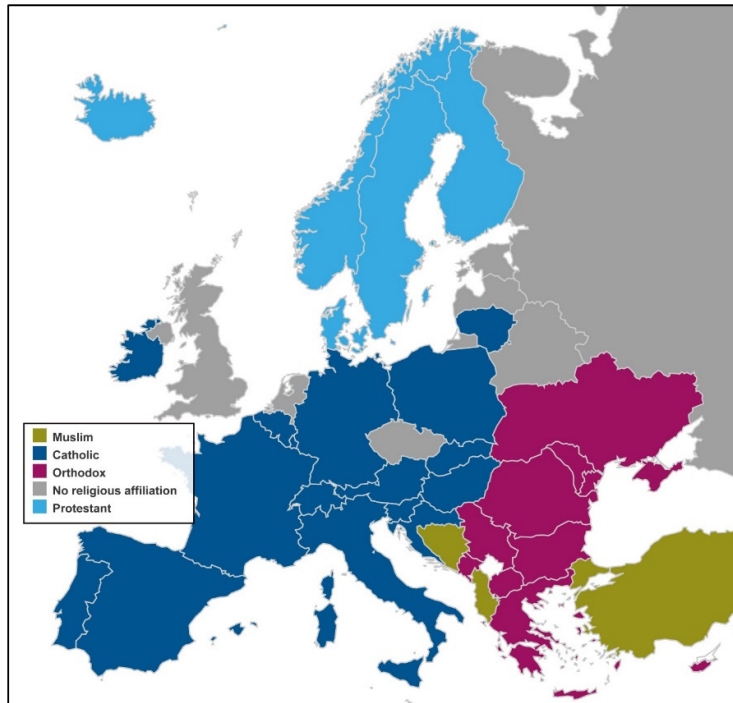 Muslim
Catholic
Orthodox
No religious affiliation
Protestant